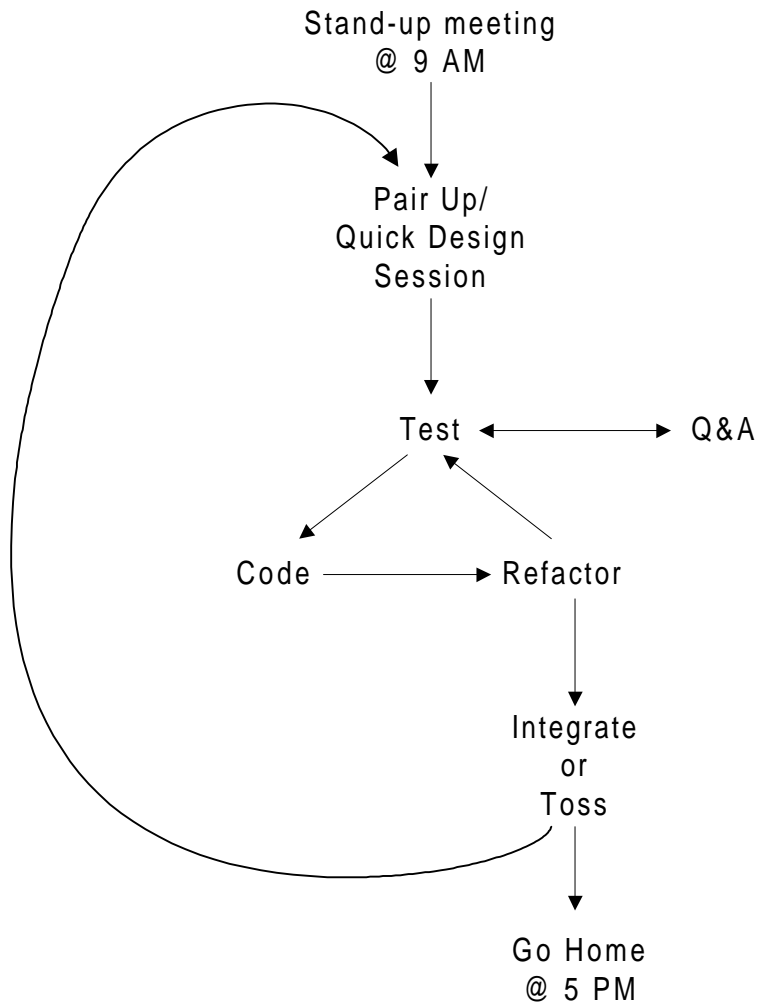 Stand-up meeting
@ 9 AM
Pair Up/
Quick Design
Session
Test
Q&A
Code
Refactor
Integrate
or
Toss
Go Home
@ 5 PM